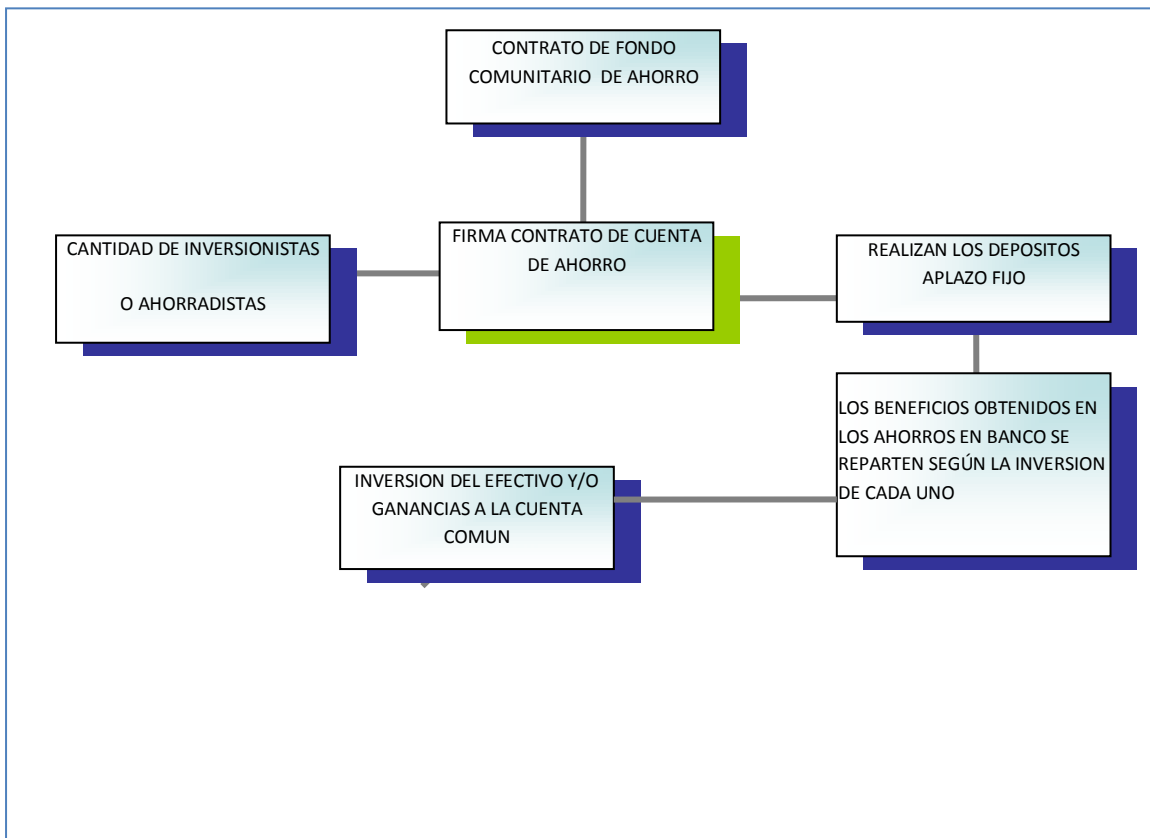 CONTRATO DE FONDO
COMUNITARIO DE AHORRO
FIRMA CONTRATO DE CUENTA
DE AHORRO
CANTIDAD DE INVERSIONISTAS
O AHORRADISTAS
REALIZAN LOS DEPOSITOS
APLAZO FIJO
LOS BENEFICIOS OBTENIDOS EN
LOS AHORROS EN BANCO SE
REPARTEN SEGÚN LA INVERSION
DE CADA UNO
INVERSION DEL EFECTIVO Y/O
GANANCIAS A LA CUENTA
COMUN